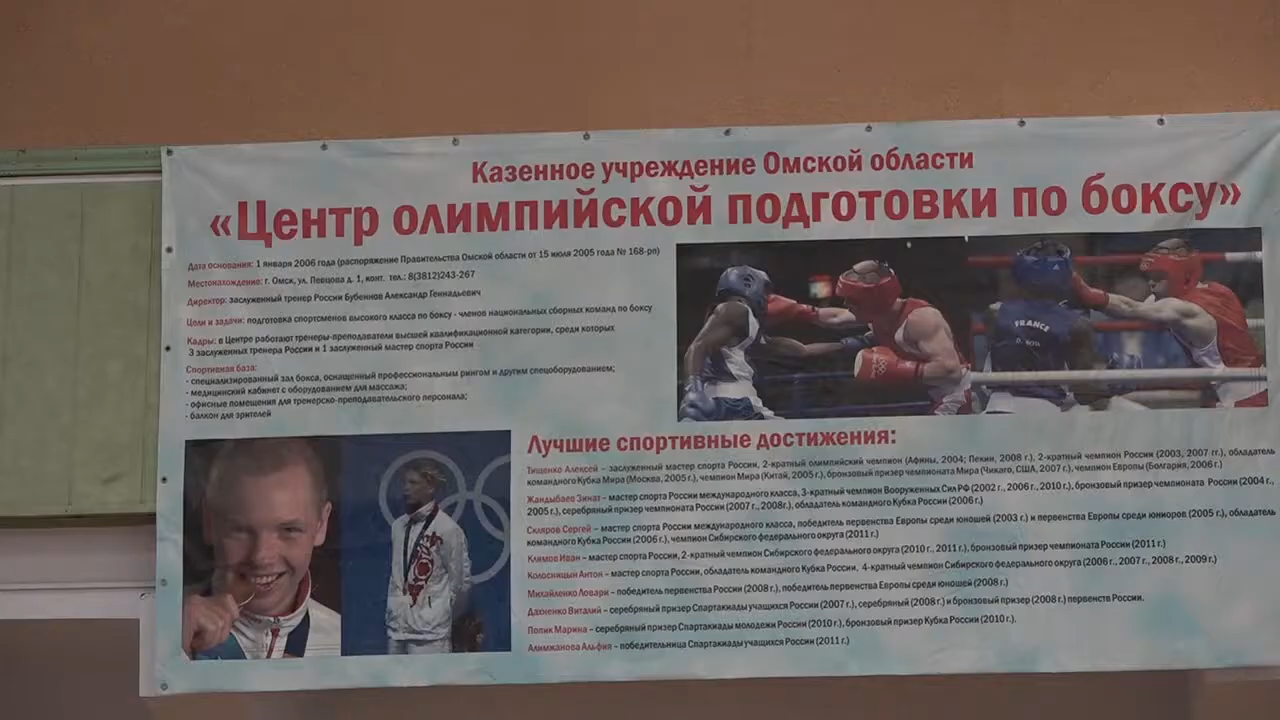 Казенное учреждение Омской области
«Центр олимпийской подготовки по боксу»
Дата основания: 1 января 2006 года (распоряжение Правительства Омской области от 15 июля 2005 года № 168-рп)
Местонахождение: г. Омск, ул. Певцова д. 1, конт. тел.: 8(3812)243-267
Директор: заслуженный тренер России Бубеннов Александр Геннадьевич
Цели и задачи: подготовка спортсменов высокого класса по боксу - членов национальных сборных команд по боксу
Кадры: в Центре работают тренеры-преподаватели высшей квалификационной категории, среди которых
3 заслуженных тренера России и 1 заслуженный мастер спорта России
Спортивная база:
- специализированный зал бокса, оснащенный профессиональным рингом и другим спецоборудованием;
- медицинский кабинет с оборудованием для массажа;
- офисные помещения для тренерско-преподавательского персонала;
- балкон для зрителей
FRANCE
Лучшие спортивные достижения:
Тищенко Алексей – заслуженный мастер спорта России, 2-кратный олимпийский чемпион (Афины, 2004; Пекин, 2008 г.), 2-кратный чемпион России (2003, 2007 гг), обладатель
командного Кубка Мира (Москва, 2005 г.), чемпион Мира (Китай, 2005 г.), бронзовый призер чемпионата Мира (Чикаго, США, 2007 г.), чемпион Европы (Болгария, 2006 г.)
Жандыбаев Зинат – мастер спорта России международного класса, 3-кратный чемпион Вооруженных Сил РФ (2002 г., 2006 г., 2010 г.), бронзовый призер чемпионата России (2004 г.,
2005 г.), серебряный призер чемпионата России (2007 г., 2008г.), обладатель командного Кубка России (2006 г.)
Скляров Сергей – мастер спорта России международного класса, победитель первенства Европы среди юношей (2003 г.) и первенства Европы среди юниоров (2005 г.), обладатель
командного Кубка России (2006 г.), чемпион Сибирского федерального округа (2011 г.)
Климов Иван – мастер спорта России, 2-кратный чемпион Сибирского федерального округа (2010 г., 2011 г.), бронзовый призер чемпионата России (2011 г.)
Колосницын Антон – мастер спорта России, обладатель командного Кубка России, 4-кратный чемпион Сибирского федерального округа (2006 г., 2007 г., 2008 г., 2009 г.)
Михайленко Ловари – победитель первенства России (2008 г.), победитель первенства Европы среди юношей (2008 г.)
Дахненко Виталий – серебряный призер Спартакиады учащихся России (2007 г.), серебряный (2008 г.) и бронзовый призер (2008 г.) первенств России.
Попик Марина – серебряный призер Спартакиады молодежи России (2010 г.), бронзовый призер Кубка России (2010 г.).
Алимжанова Альфия – победительница Спартакиады учащихся России (2011 г.)